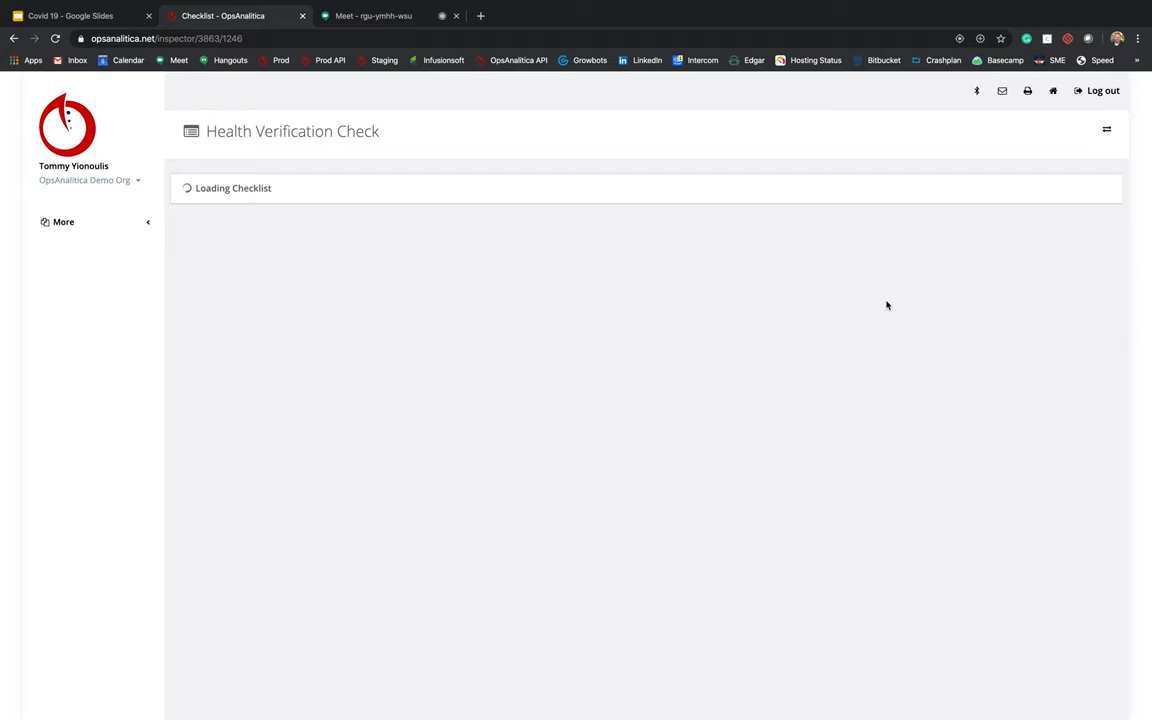 Covid 19 - Google Slides
Checklist - OpsAnalitica
Meet - rgu-ymhh-wsu
opsanalitica.net/inspector/3863/1246
Apps Inbox Calendar Meet Hangouts Prod Prod API Staging Infusionsoft OpsAnalitica API Growbots LinkedIn Intercom Edgar Hosting Status Bitbucket Crashplan Basecamp SME Speed »
Log out
Health Verification Check
Tommy Yionoulis
OpsAnalitica Demo Org
Loading Checklist
More